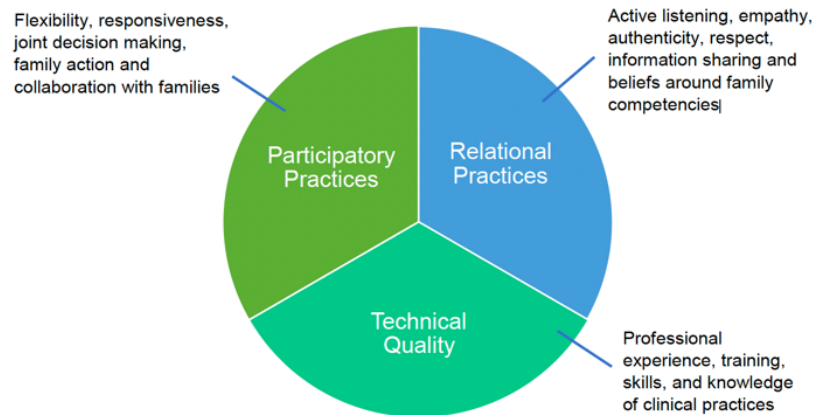 Flexibility, responsiveness,
joint decision making,
family action and
collaboration with families
Active listening, empathy,
authenticity, respect,
information sharing and
beliefs around family
competencies
Participatory
Practices
Relational
Practices
Technical
Quality
Professional
experience, training,
skills, and knowledge
of clinical practices